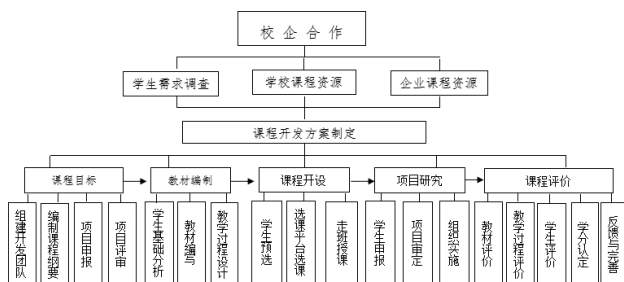 校企合作
学生需求调查
学校课程资源
企业课程资源
课程开发方案制定
课程目标
教材编制
课程开设
项目研究
课程评价
组建开发团队
编制课程纲要
项目申报
项目评审
学生基础分析
教材编写
教学过程设计
学生预选
选课平台选课
走班授课
学生申报
项目审定
组织实施
教材评价
教学过程评价
学生评价
学分认定
反馈与完善